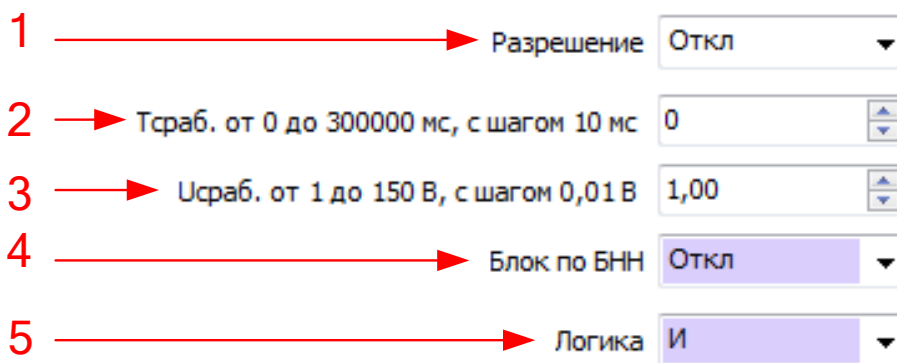 1 Разрешение Откл
2 Tсраб. от 0 до 300000 мс, с шагом 10 мс 0
3 Uсраб. от 1 до 150 В, с шагом 0,01 В 1,00
4 Блок по БНН Откл
5 Логика И